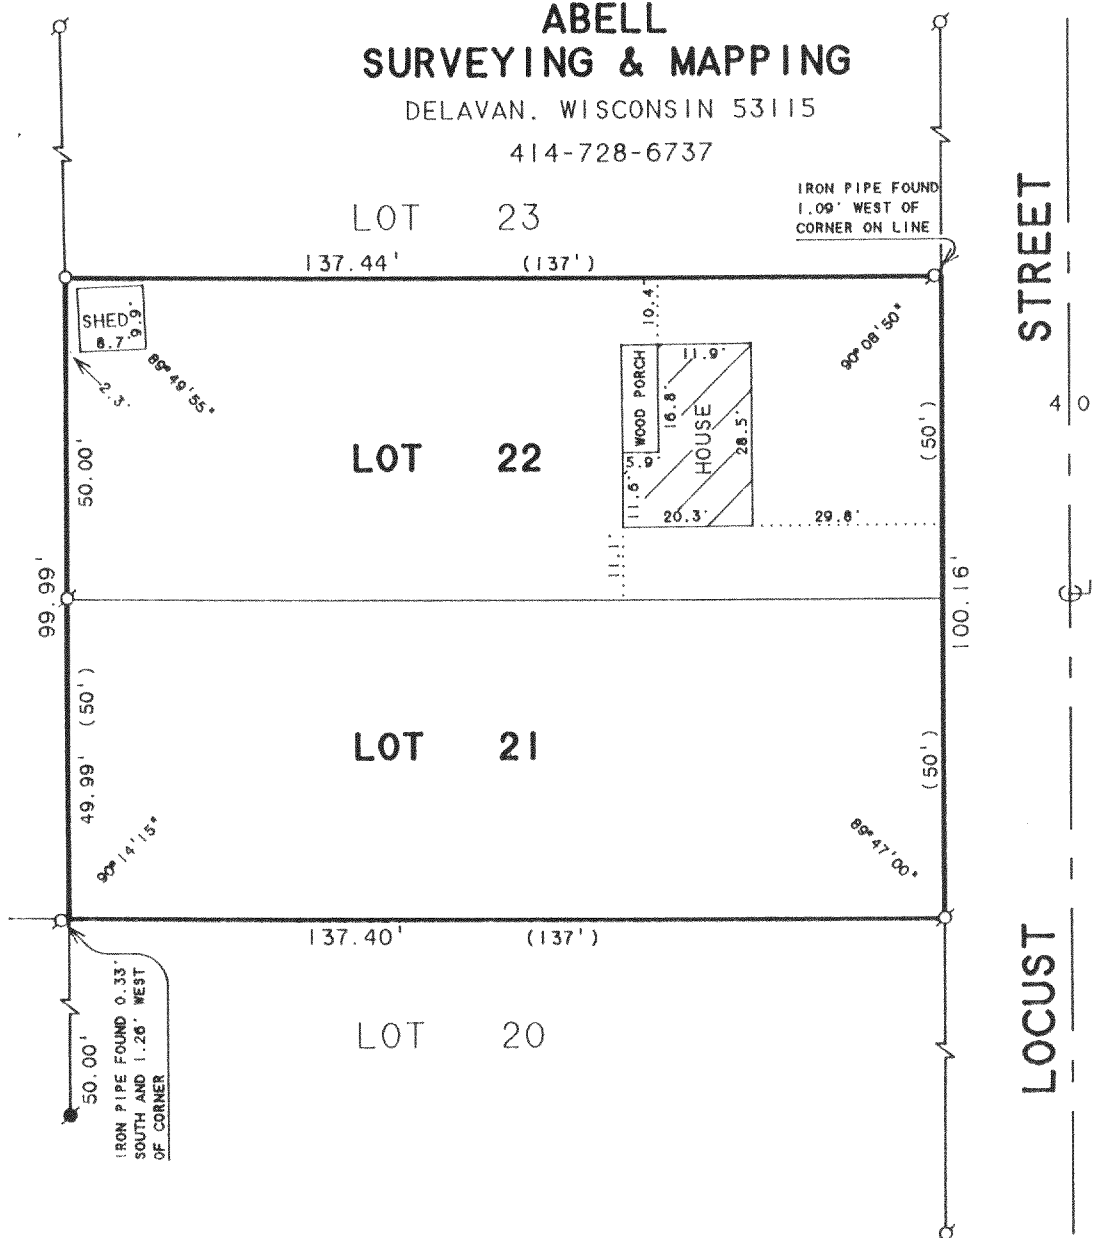 ABELL
SURVEYING & MAPPING
DELAVAN. WISCONSIN 53115
414-728-6737
IRON PIPE FOUND
1.09' WEST OF
CORNER ON LINE
LOT 23
137.44' (137')
STREET
SHED
9.9'
2.3'
89°49'55"
10.4
WOOD PORCH
11.9'
16.8'
HOUSE
28.5'
5.9'
11.6'
20.3'
29.8'
11.1'
90°08'50"
(50')
40
50.00'
LOT 22
99.99'
100.16'
CL
49.99' (50')
LOT 21
(50')
90°14'15"
89°47'00"
137.40' (137')
IRON PIPE FOUND 0.33'
SOUTH AND 1.26' WEST
OF CORNER
50.00'
LOT 20
LOCUST